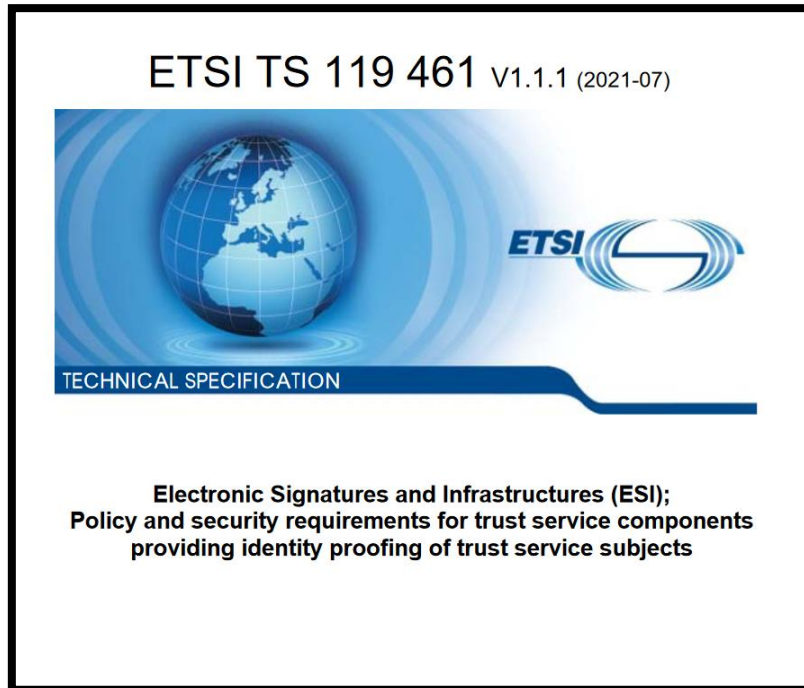 ETSI TS 119 461 V1.1.1 (2021-07)
ETSI
TECHNICAL SPECIFICATION
Electronic Signatures and Infrastructures (ESI);
Policy and security requirements for trust service components
providing identity proofing of trust service subjects